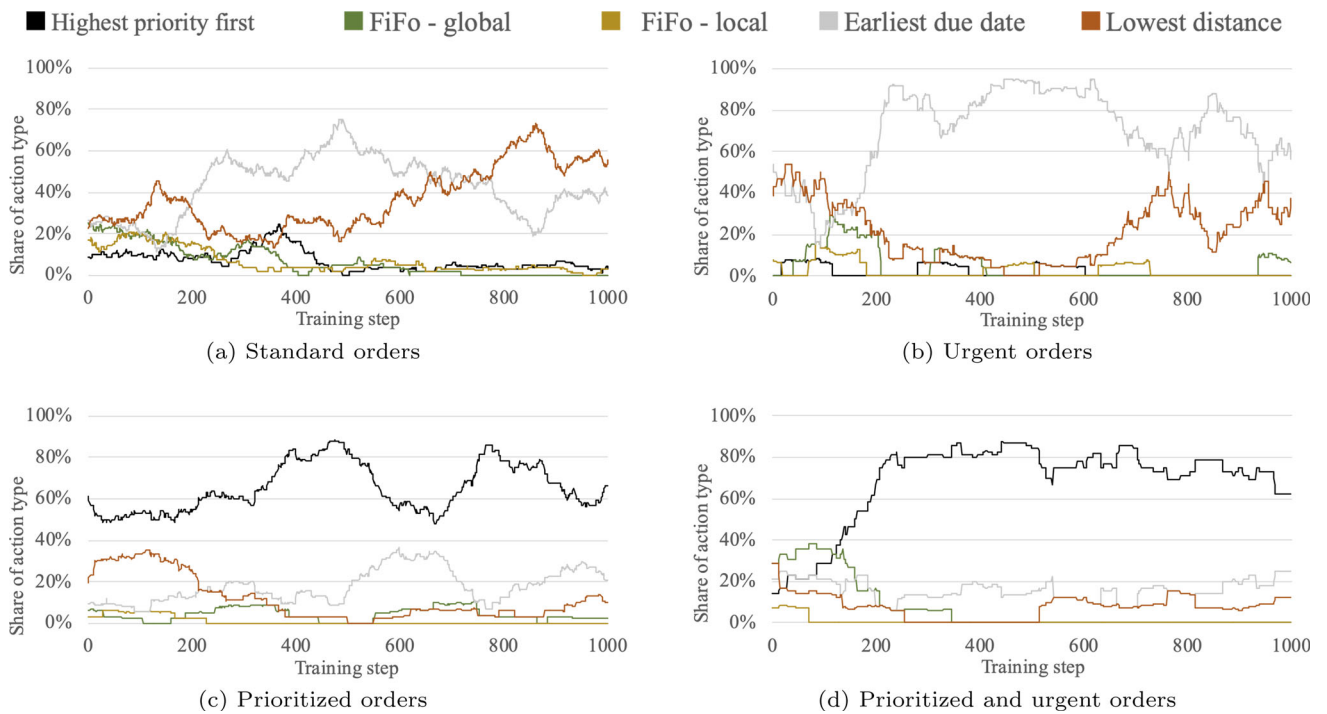 Highest priority first FiFo - global FiFo - local Earliest due date Lowest distance
100%
80%
60%
40%
20%
0%
Share of action type
0 200 400 600 800 1000
Training step
(a) Standard orders
100%
80%
60%
40%
20%
0%
Share of action type
0 200 400 600 800 1000
Training step
(b) Urgent orders
100%
80%
60%
40%
20%
0%
Share of action type
0 200 400 600 800 1000
Training step
(c) Prioritized orders
100%
80%
60%
40%
20%
0%
Share of action type
0 200 400 600 800 1000
Training step
(d) Prioritized and urgent orders